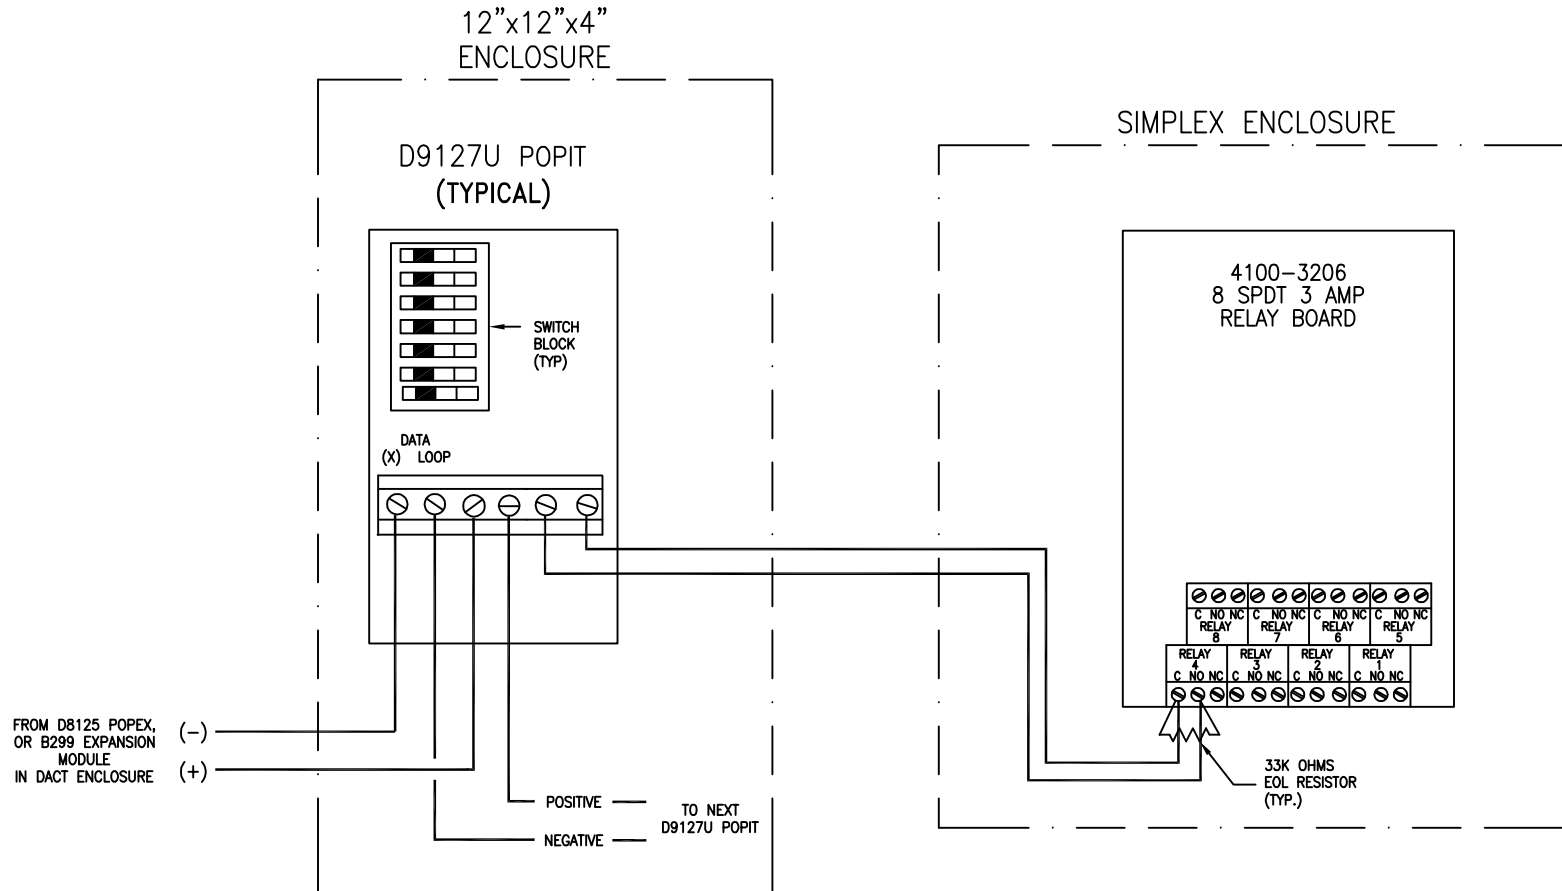 12"x12"x4"
ENCLOSURE
SIMPLEX ENCLOSURE
D9127U POPIT
(TYPICAL)
SWITCH
BLOCK
(TYP)
DATA
(X) LOOP
4100-3206
8 SPDT 3 AMP
RELAY BOARD
C NO NC C NO NC C NO NC C NO NC
RELAY RELAY RELAY RELAY
8 7 6 5
RELAY RELAY RELAY RELAY
4 3 2 1
C NO NC C NO NC C NO NC C NO NC
FROM D8125 POPEX,
OR B299 EXPANSION
MODULE
IN DACT ENCLOSURE
(-)
(+)
POSITIVE
NEGATIVE
TO NEXT
D9127U POPIT
33K OHMS
EOL RESISTOR
(TYP.)